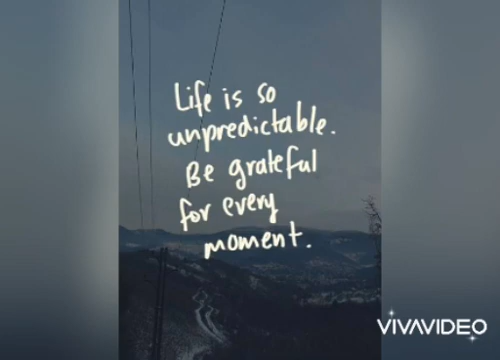 Life is so
unpredictable.
Be grateful
for every
moment.
VIVAVIDEO